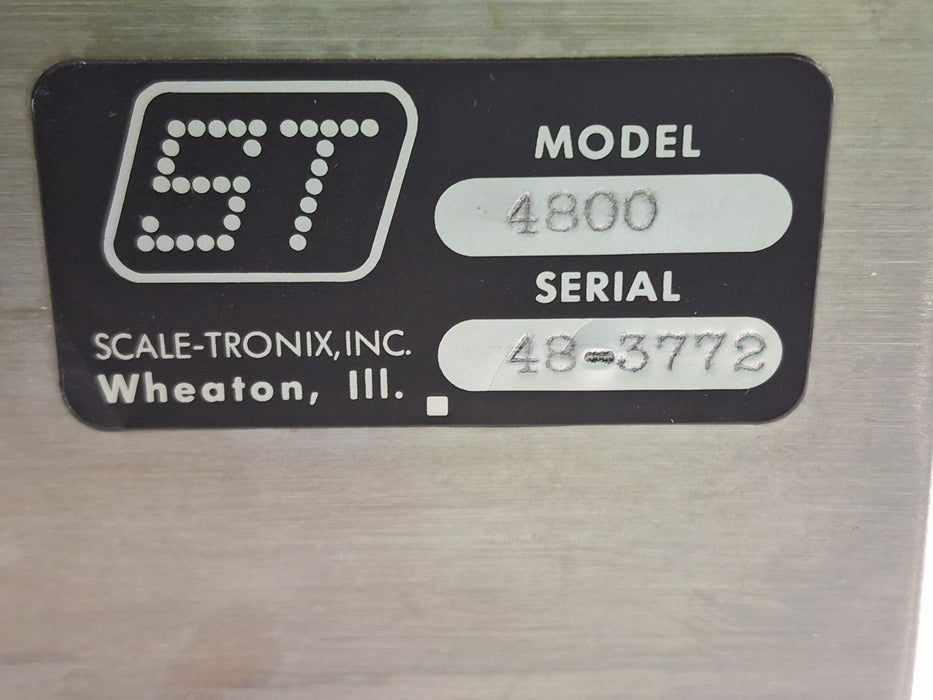 ST
SCALE-TRONIX, INC.
Wheaton, Ill.
MODEL
4800
SERIAL
48-3772